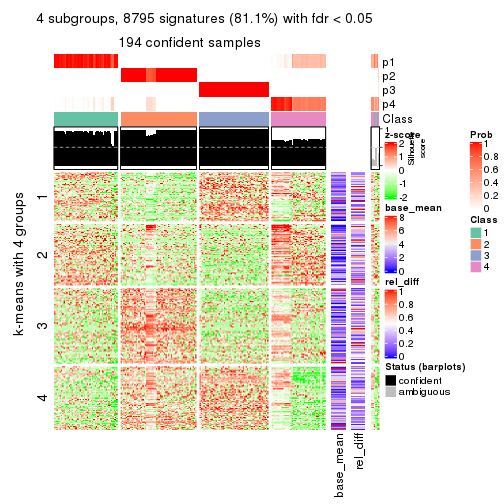 4 subgroups, 8795 signatures (81.1%) with fdr < 0.05
194 confident samples
p1
p2
p3
p4
Class
1
Silhouette
score
k-means with 4 groups
1
2
3
4
base_mean
rel_diff
z-score
2
1
0
-1
-2
base_mean
8
6
4
2
0
rel_diff
1
0.8
0.6
0.4
0.2
0
Status (barplots)
confident
ambiguous
Prob
1
0.8
0.6
0.4
0.2
0
Class
1
2
3
4